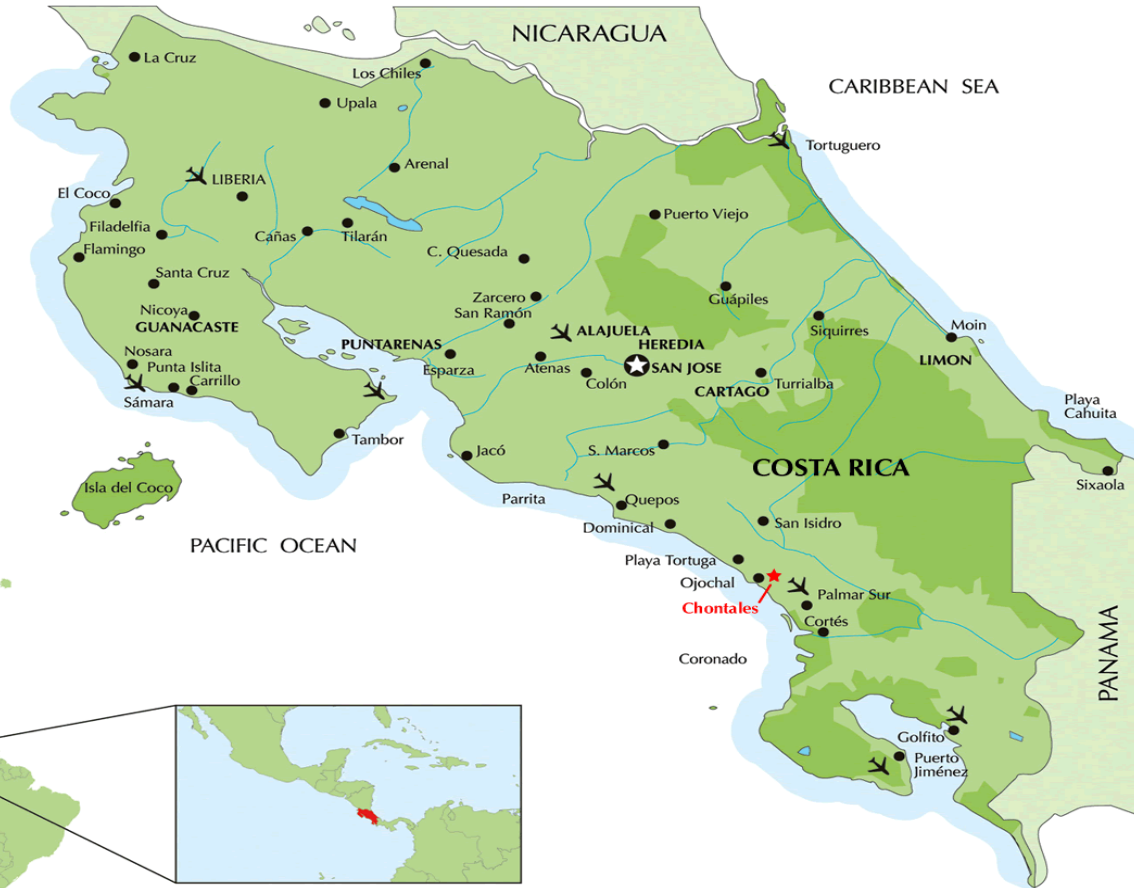 NICARAGUA
La Cruz
Los Chiles
CARIBBEAN SEA
Upala
Tortuguero
Arenal
LIBERIA
El Coco
Puerto Viejo
Filadelfia
Cañas
Tilarán
Flamingo
C. Quesada
Santa Cruz
Zarcero
Guápiles
Nicoya
San Ramón
GUANACASTE
ALAJUELA
Siquirres
Moin
PUNTARENAS
HEREDIA
Nosara
LIMON
Punta Islita
Esparza
Atenas
SAN JOSE
Carrillo
Colón
Turrialba
CARTAGO
Sámara
Playa
Cahuita
Tambor
Jacó
S. Marcos
COSTA RICA
Isla del Coco
Sixaola
Parrita
Quepos
Dominical
San Isidro
PACIFIC OCEAN
Playa Tortuga
Ojochal
Palmar Sur
Chontales
Cortés
PANAMA
Coronado
Golfito
Puerto
Jiménez